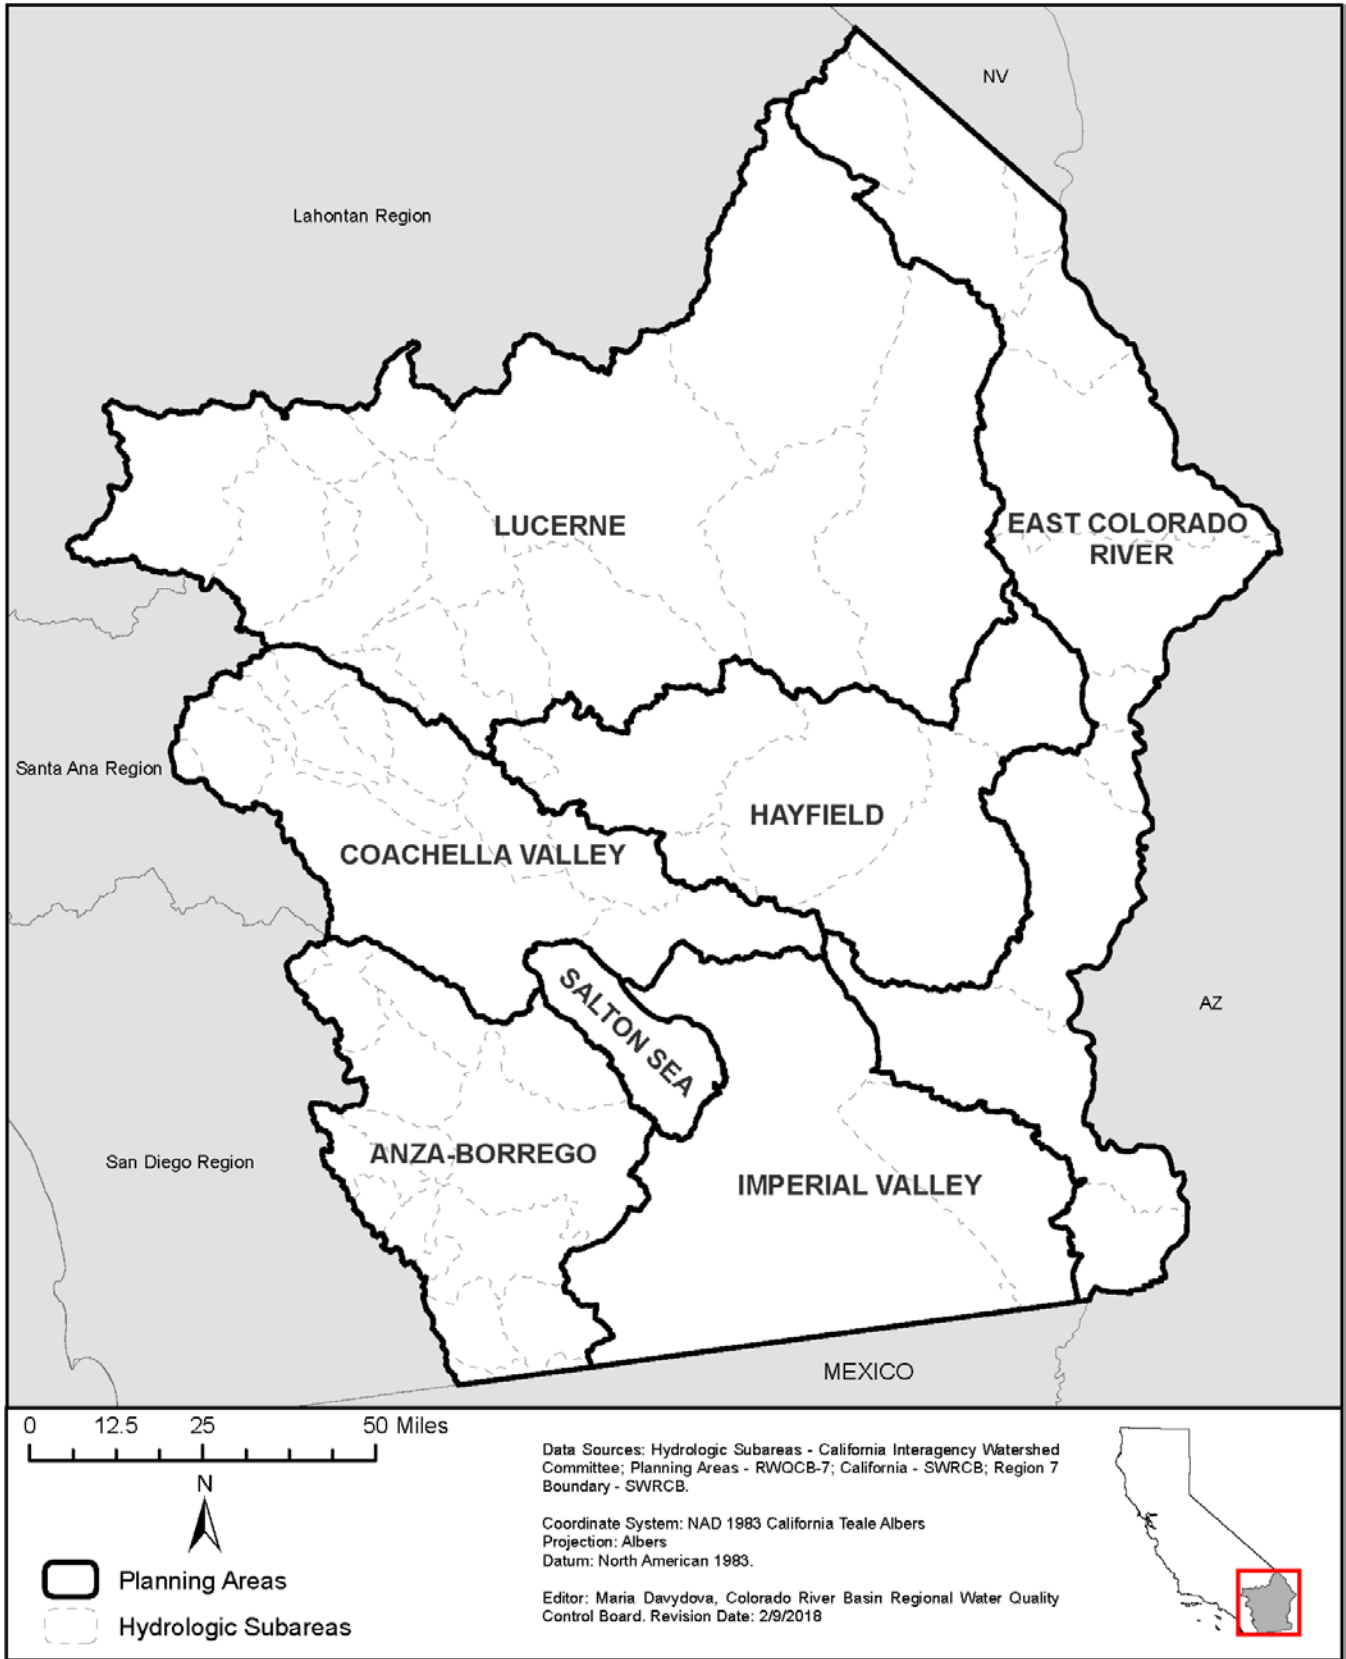 NV
Lahontan Region
LUCERNE
EAST COLORADO
RIVER
Santa Ana Region
HAYFIELD
COACHELLA VALLEY
SALTON SEA
AZ
ANZA-BORREGO
San Diego Region
IMPERIAL VALLEY
MEXICO
0 12.5 25 50 Miles
N
Planning Areas
Hydrologic Subareas
Data Sources: Hydrologic Subareas - California Interagency Watershed
Committee; Planning Areas - RWQCB-7; California - SWRCB; Region 7
Boundary - SWRCB.
Coordinate System: NAD 1983 California Teale Albers
Projection: Albers
Datum: North American 1983.
Editor: Maria Davydova, Colorado River Basin Regional Water Quality
Control Board. Revision Date: 2/9/2018